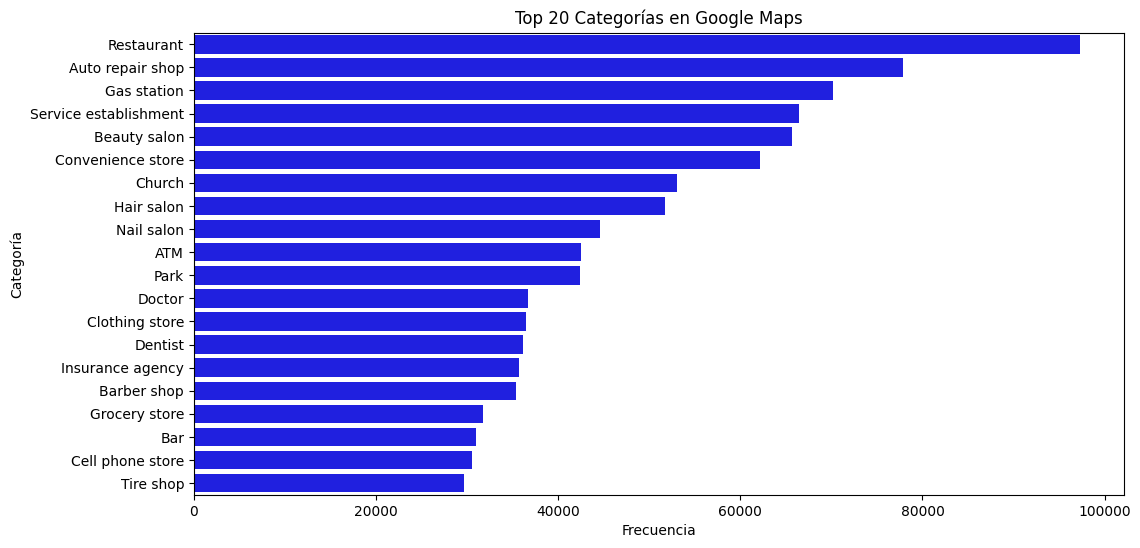 Top 20 Categorías en Google Maps
Categoría
Restaurant
Auto repair shop
Gas station
Service establishment
Beauty salon
Convenience store
Church
Hair salon
Nail salon
ATM
Park
Doctor
Clothing store
Dentist
Insurance agency
Barber shop
Grocery store
Bar
Cell phone store
Tire shop
0 20000 40000 60000 80000 100000
Frecuencia